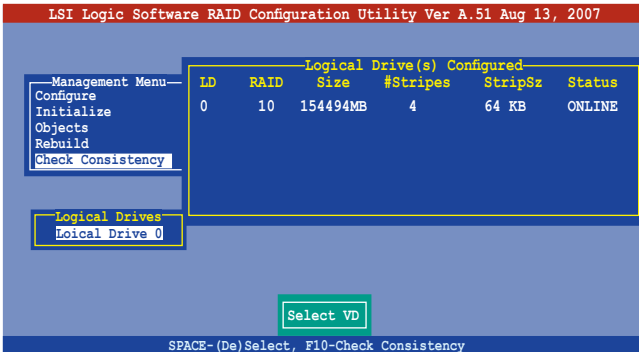 LSI Logic Software RAID Configuration Utility Ver A.51 Aug 13, 2007
Logical Drive(s) Configured
LD RAID Size #Stripes StripSz Status
0 10 154494MB 4 64 KB ONLINE
Management Menu
Configure
Initialize
Objects
Rebuild
Check Consistency
Logical Drives
Loical Drive 0
Select VD
SPACE-(De)Select, F10-Check Consistency